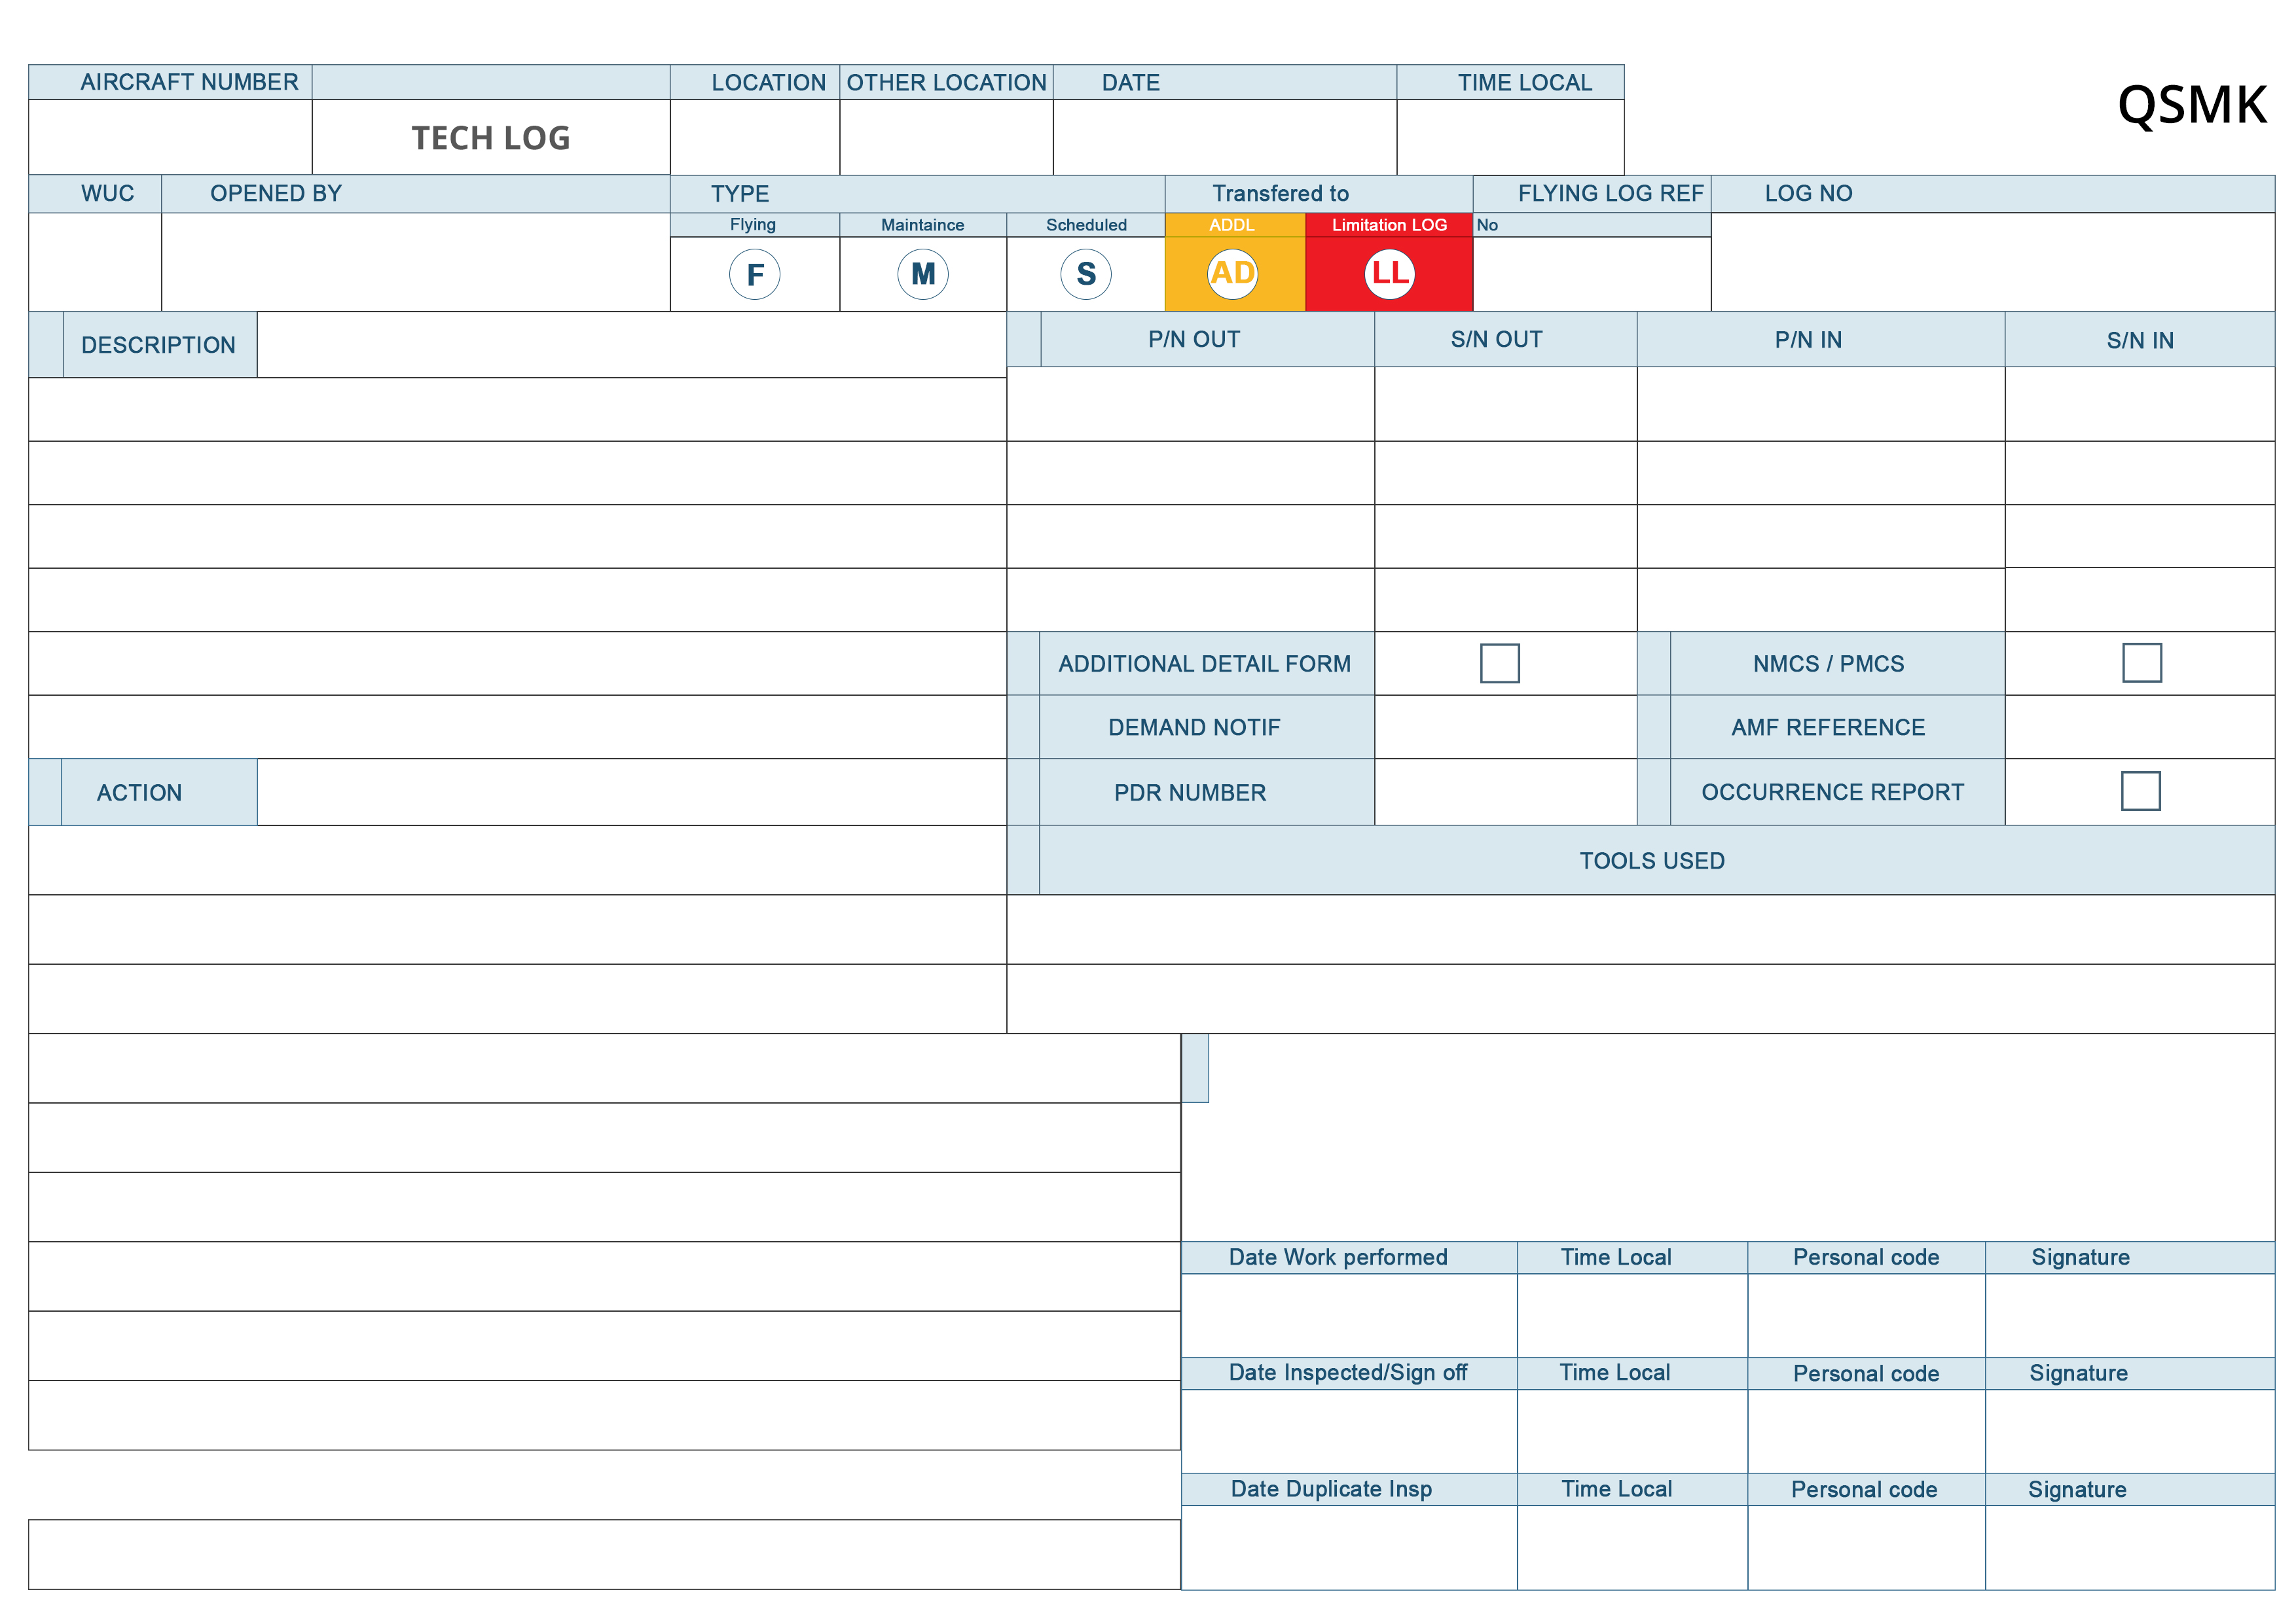 AIRCRAFT NUMBER LOCATION OTHER LOCATION DATE TIME LOCAL
QSMK
TECH LOG
WUC OPENED BY TYPE Transfered to FLYING LOG REF LOG NO
Flying Maintaince Scheduled ADDL Limitation LOG No
F M S AD LL
DESCRIPTION P/N OUT S/N OUT P/N IN S/N IN
ADDITIONAL DETAIL FORM NMCS / PMCS
DEMAND NOTIF AMF REFERENCE
ACTION PDR NUMBER OCCURRENCE REPORT
TOOLS USED
Date Work performed Time Local Personal code Signature
Date Inspected/Sign off Time Local Personal code Signature
Date Duplicate Insp Time Local Personal code Signature